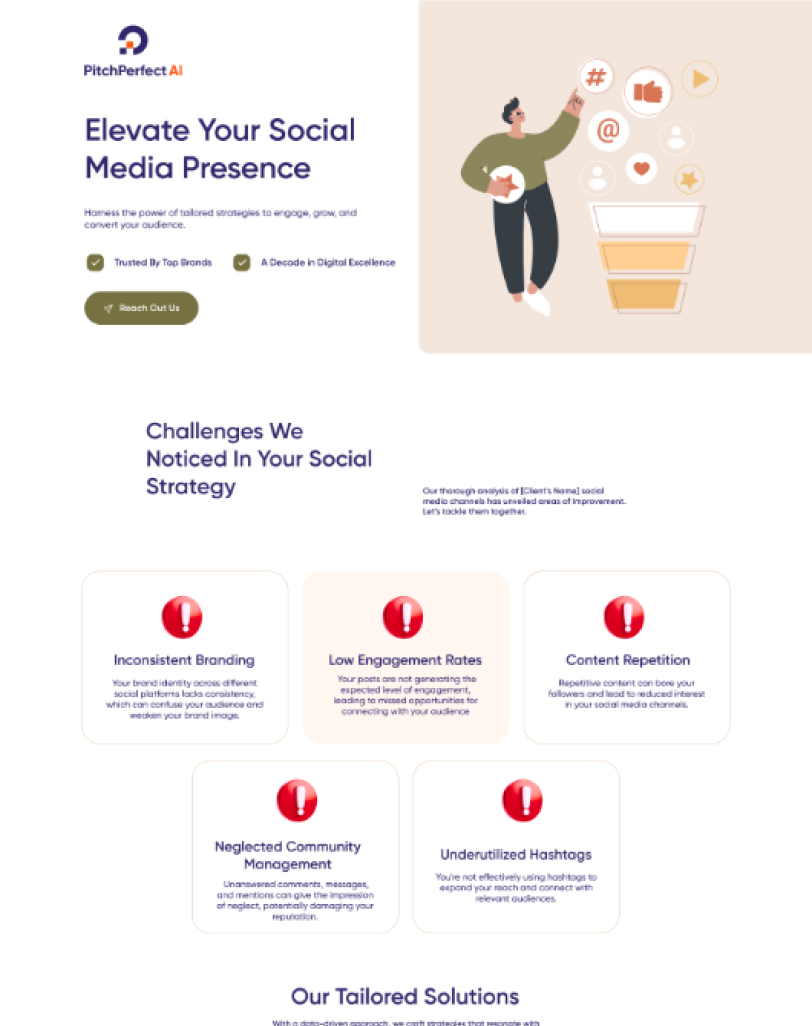 PitchPerfect AI
Elevate Your Social
Media Presence
Harness the power of tailored strategies to engage, grow, and
convert your audience.
Trusted By Top Brands
A Decade in Digital Excellence
Reach Out Us
Challenges We
Noticed In Your Social
Strategy
Our thorough analysis of [Client's Name] social
media channels has unveiled areas of improvement.
Let's tackle them together.
Inconsistent Branding
Your brand identity across different
social platforms lacks consistency,
which can confuse your audience and
weaken your brand image.
Low Engagement Rates
Your posts are not generating the
expected level of engagement,
leading to missed opportunities for
connecting with your audience
Content Repetition
Repetitive content can bore your
followers and lead to reduced interest
in your social media channels.
Neglected Community
Management
Unanswered comments, messages,
and mentions can give the impression
of neglect, potentially damaging your
reputation.
Underutilized Hashtags
You're not effectively using hashtags to
expand your reach and connect with
relevant audiences.
Our Tailored Solutions
With a data-driven approach, we craft strategies that resonate with